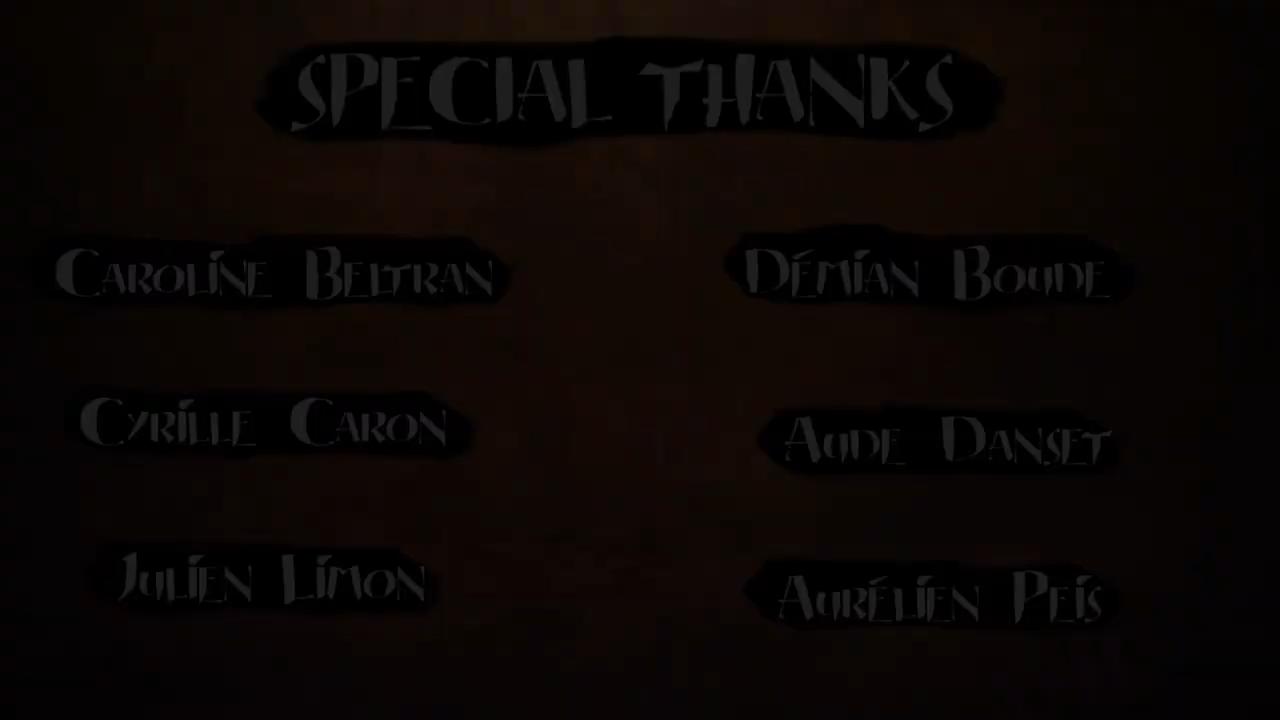 SPECIAL THANKS
CAROLINE BELTRAN
DÉMIAN BOUDE
CYRILLE CARON
AUDE DANSET
JULIEN LIMON
AURÉLIEN PEIS